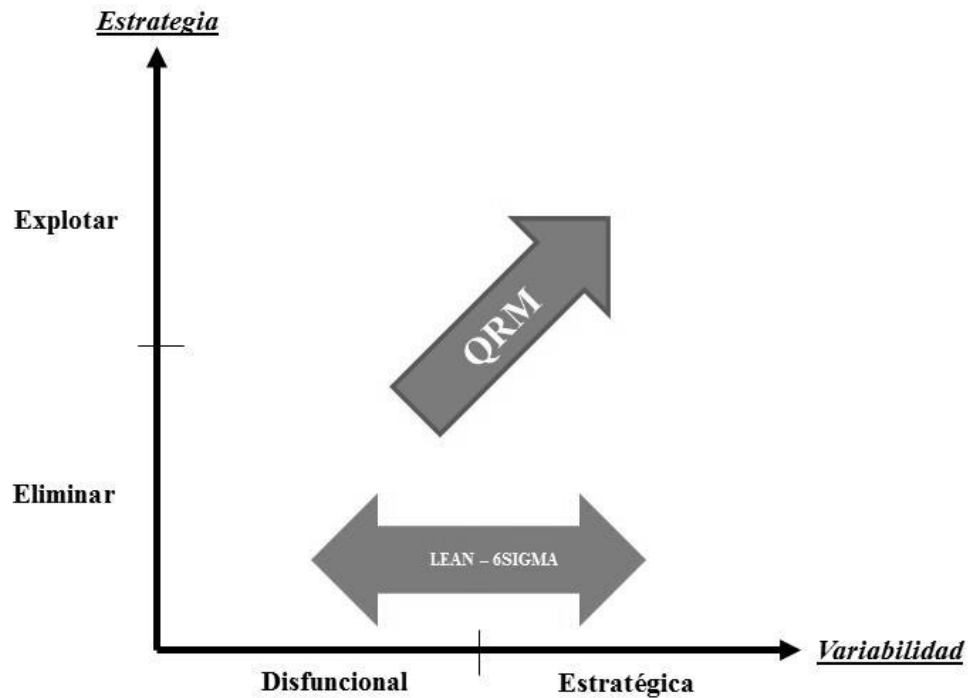 Estrategia
Explotar
QRM
Eliminar
LEAN – 6SIGMA
Variabilidad
Disfuncional
Estratégica